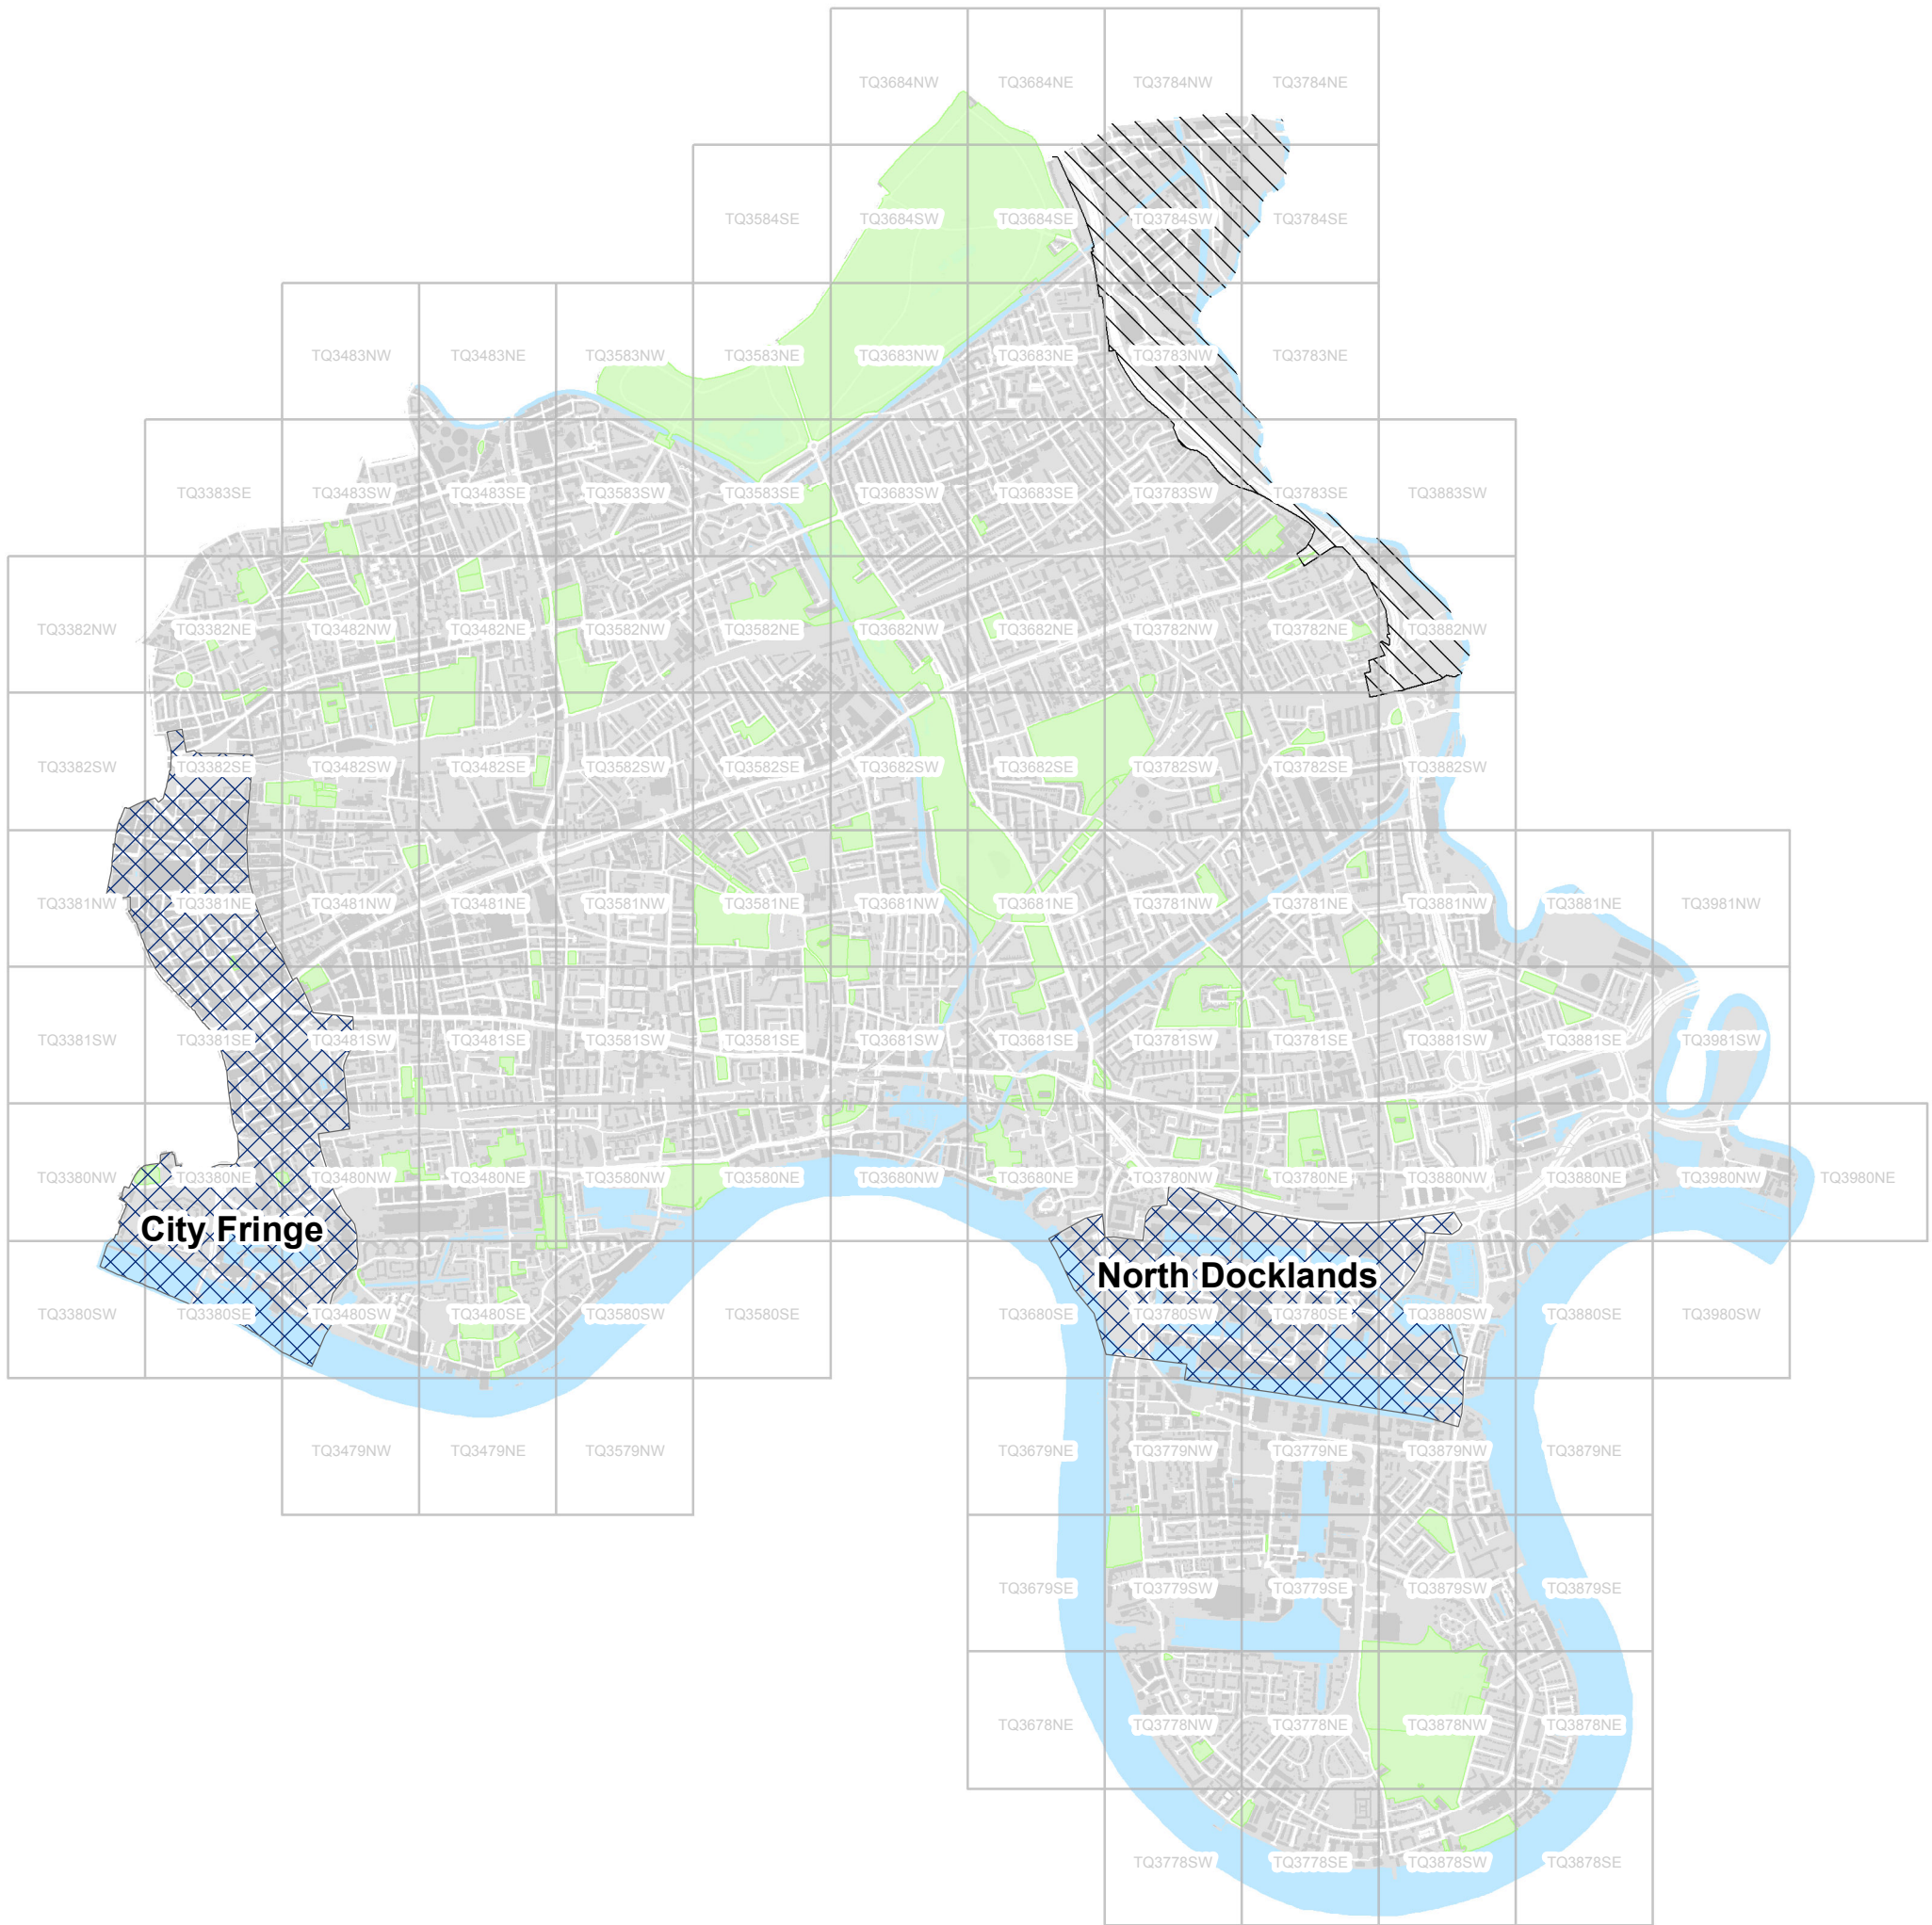 TQ3684NW TQ3684NE TQ3784NW TQ3784NE
TQ3584SE TQ3684SW TQ3684SE TQ3784SW TQ3784SE
TQ3483NW TQ3483NE TQ3583NW TQ3583NE TQ3683NW TQ3683NE TQ3783NW TQ3783NE
TQ3383SE TQ3483SW TQ3483SE TQ3583SW TQ3583SE TQ3683SW TQ3683SE TQ3783SW TQ3783SE TQ3883SW
TQ3382NW TQ3382NE TQ3482NW TQ3482NE TQ3582NW TQ3582NE TQ3682NW TQ3682NE TQ3782NW TQ3782NE TQ3882NW
TQ3382SW TQ3382SE TQ3482SW TQ3482SE TQ3582SW TQ3582SE TQ3682SW TQ3682SE TQ3782SW TQ3782SE TQ3882SW
TQ3381NW TQ3381NE TQ3481NW TQ3481NE TQ3581NW TQ3581NE TQ3681NW TQ3681NE TQ3781NW TQ3781NE TQ3881NW TQ3881NE TQ3981NW
TQ3381SW TQ3381SE TQ3481SW TQ3481SE TQ3581SW TQ3581SE TQ3681SW TQ3681SE TQ3781SW TQ3781SE TQ3881SW TQ3881SE TQ3981SW
TQ3380NW TQ3380NE TQ3480NW TQ3480NE TQ3580NW TQ3580NE TQ3680NW TQ3680NE TQ3780NW TQ3780NE TQ3880NW TQ3880NE TQ3980NW TQ3980NE
City Fringe
North Docklands
TQ3380SW TQ3380SE TQ3480SW TQ3480SE TQ3580SW TQ3580SE TQ3680SE TQ3780SW TQ3780SE TQ3880SW TQ3880SE TQ3980SW
TQ3479NW TQ3479NE TQ3579NW TQ3679NE TQ3779NW TQ3779NE TQ3879NW TQ3879NE
TQ3679SE TQ3779SW TQ3779SE TQ3879SW TQ3879SE
TQ3678NE TQ3778NW TQ3778NE TQ3878NW TQ3878NE
TQ3778SW TQ3778SE TQ3878SW TQ3878SE